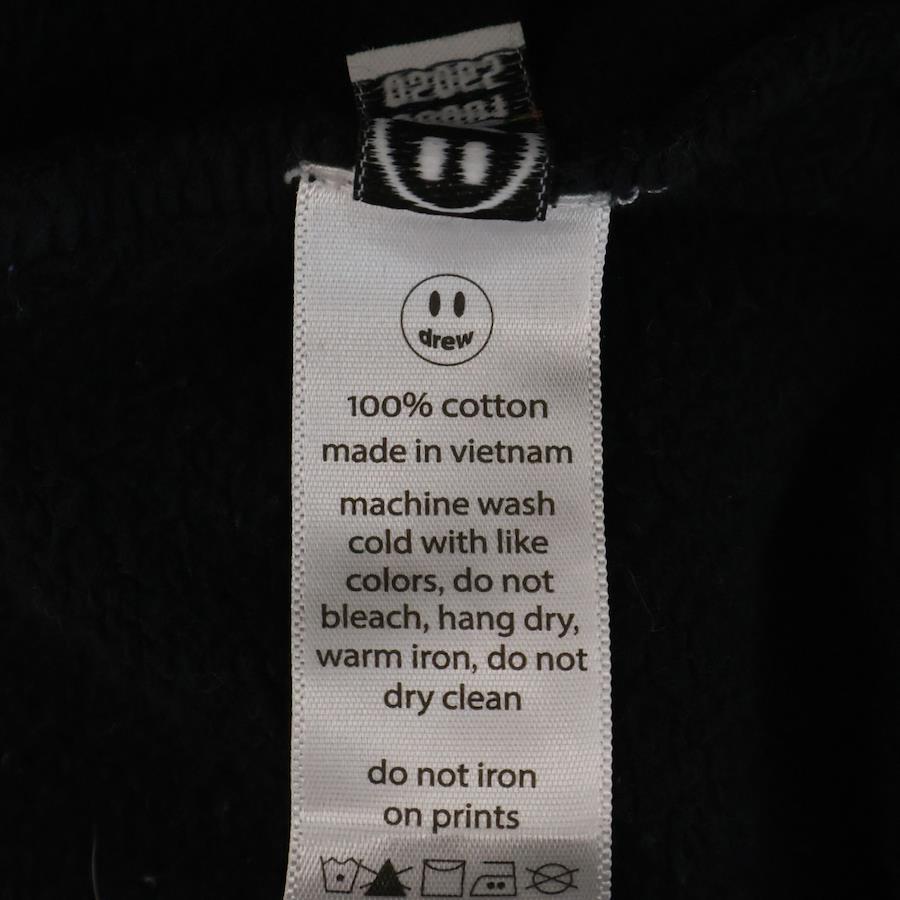 drew
100% cotton
made in vietnam
machine wash
cold with like
colors, do not
bleach, hang dry,
warm iron, do not
dry clean
do not iron
on prints